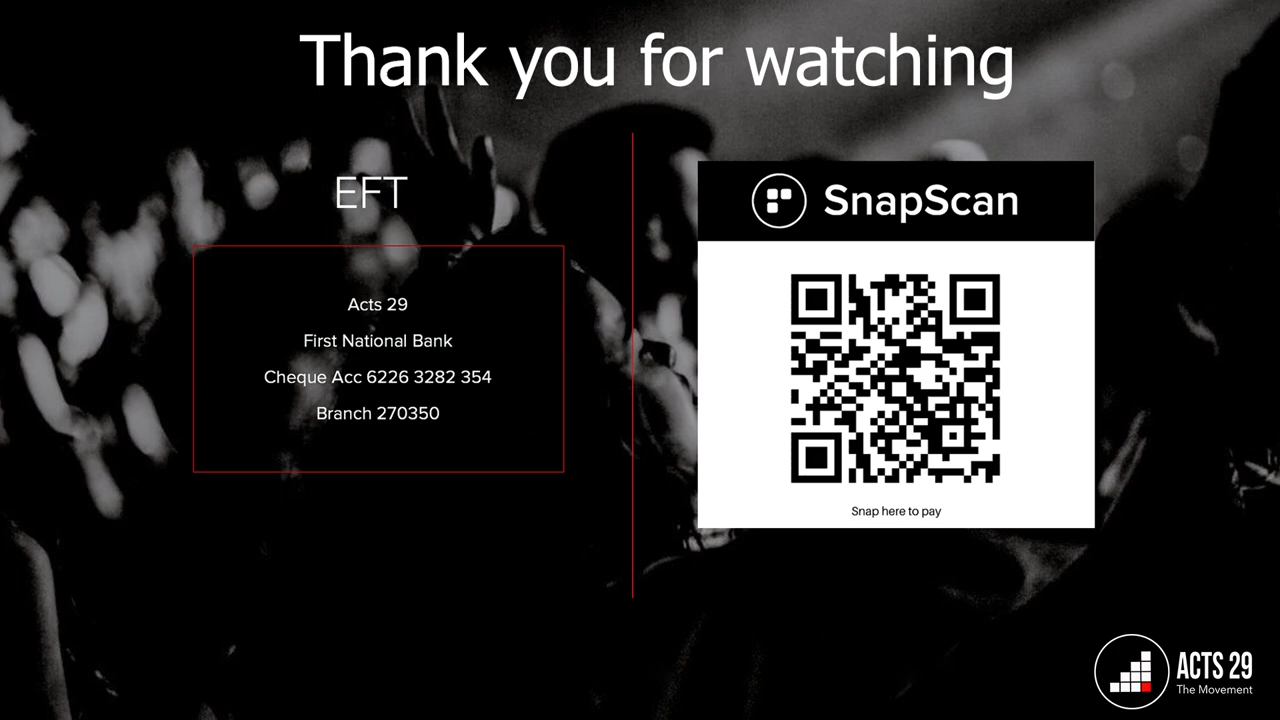 Thank you for watching
EFT
Acts 29
First National Bank
Cheque Acc 6226 3282 354
Branch 270350
SnapScan
Snap here to pay
ACTS 29
The Movement